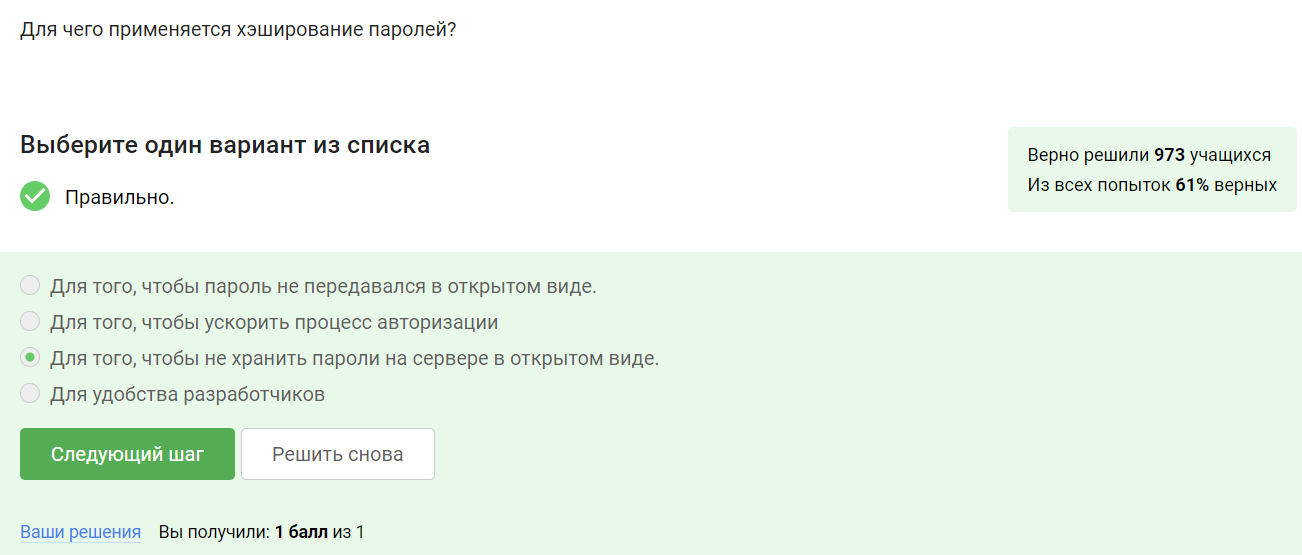 Для чего применяется хэширование паролей?
Выберите один вариант из списка
Правильно.
Верно решили 973 учащихся
Из всех попыток 61% верных
Для того, чтобы пароль не передавался в открытом виде.
Для того, чтобы ускорить процесс авторизации
Для того, чтобы не хранить пароли на сервере в открытом виде.
Для удобства разработчиков
Следующий шаг
Решить снова
Ваши решения Вы получили: 1 балл из 1